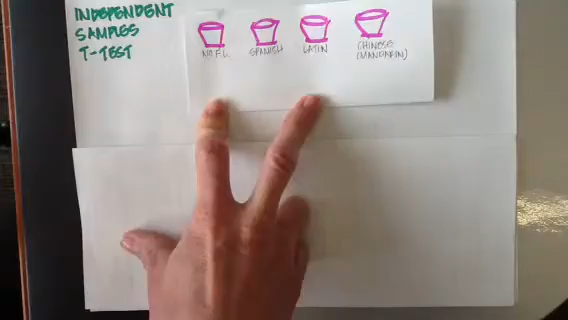 INDEPENDENT
SAMPLES
T-TEST
NO F.L. SPANISH LATIN CHINESE
(MANDARIN)